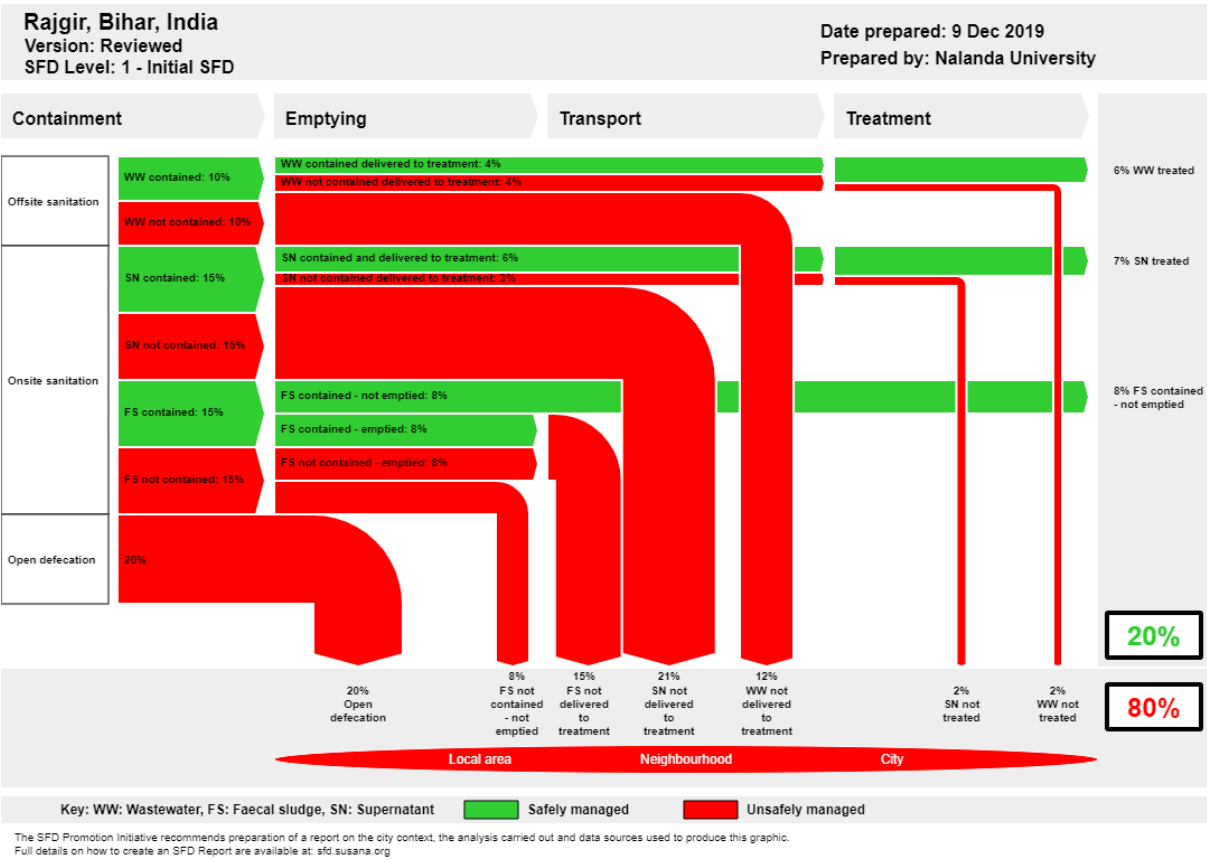 Rajgir, Bihar, India
Version: Reviewed
SFD Level: 1 - Initial SFD
Date prepared: 9 Dec 2019
Prepared by: Nalanda University
Containment
Emptying
Transport
Treatment
Offsite sanitation
WW contained: 10%
WW not contained: 10%
WW contained delivered to treatment: 4%
WW not contained delivered to treatment: 4%
6% WW treated
Onsite sanitation
SN contained: 15%
SN not contained: 15%
SN contained and delivered to treatment: 6%
SN not contained delivered to treatment: 3%
7% SN treated
FS contained: 15%
FS not contained: 15%
FS contained - not emptied: 8%
FS contained - emptied: 8%
FS not contained - emptied: 8%
8% FS contained
- not emptied
Open defecation
20%
20%
80%
20%
Open
defecation
8%
FS not
contained
- not
emptied
15%
FS not
delivered
to
treatment
21%
SN not
delivered
to
treatment
12%
WW not
delivered
to
treatment
2%
SN not
treated
2%
WW not
treated
Local area
Neighbourhood
City
Key: WW: Wastewater, FS: Faecal sludge, SN: Supernatant
Safely managed
Unsafely managed
The SFD Promotion Initiative recommends preparation of a report on the city context, the analysis carried out and data sources used to produce this graphic.
Full details on how to create an SFD Report are available at: sfd.susana.org